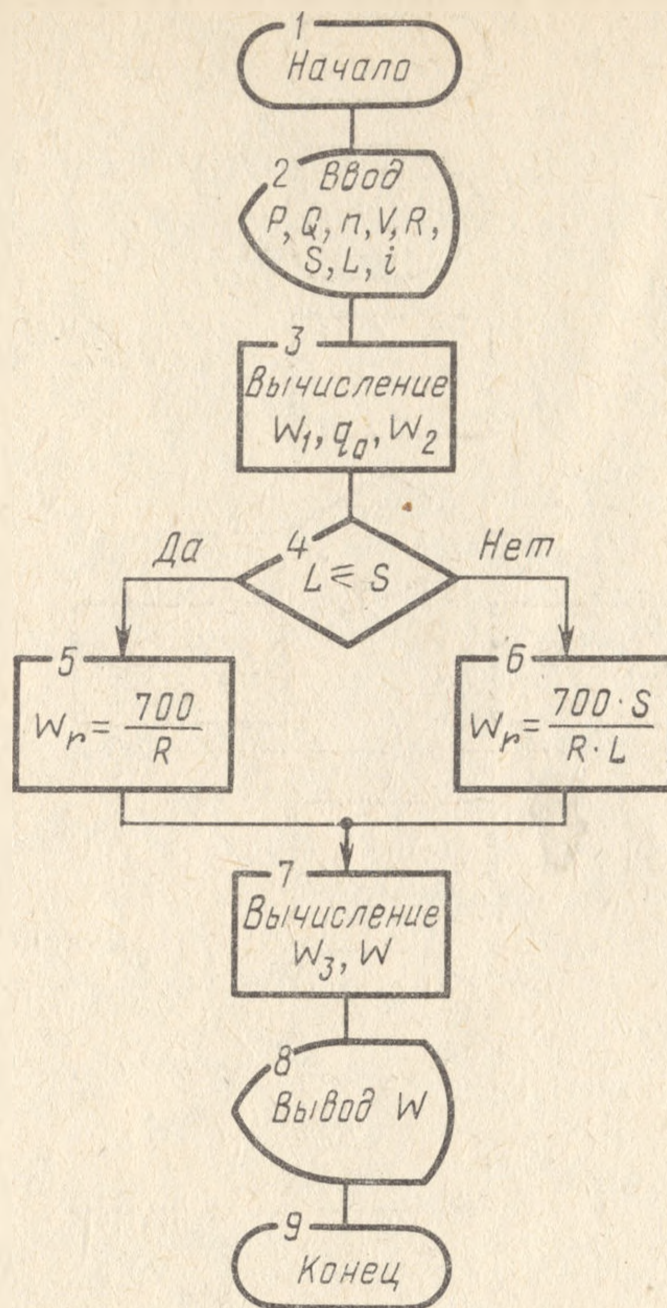 1
Начало
2 Ввод
P, Q, n, V, R,
S, L, i
3
Вычисление
W₁, q₀, W₂
Да
4
Нет
L ⩽ S
5
Wᵣ = 700/R
6
Wᵣ = 700·S/R·L
7
Вычисление
W₃, W
8
Вывод W
9
Конец